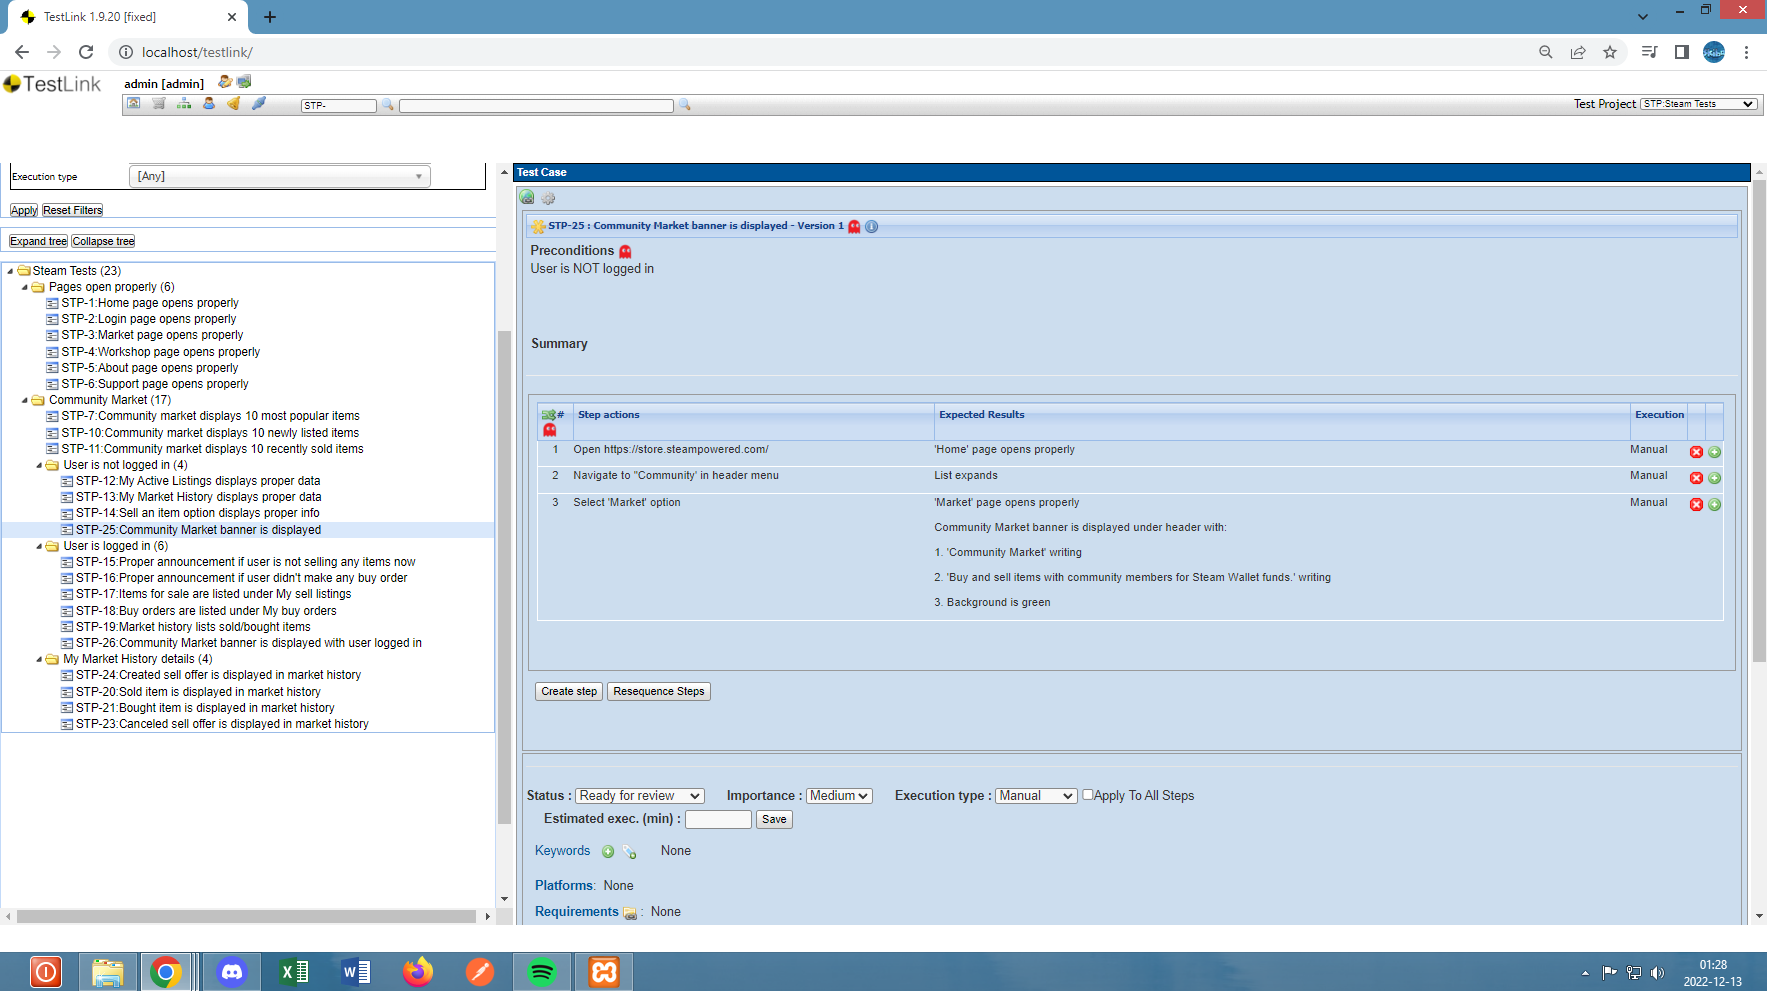 TestLink 1.9.20 [fixed]
localhost/testlink/
TestLink
admin [admin]
STP-
Test Project STP:Steam Tests
Execution type [Any]
Apply Reset Filters
Expand tree Collapse tree
Steam Tests (23)
Pages open properly (6)
STP-1:Home page opens properly
STP-2:Login page opens properly
STP-3:Market page opens properly
STP-4:Workshop page opens properly
STP-5:About page opens properly
STP-6:Support page opens properly
Community Market (17)
STP-7:Community market displays 10 most popular items
STP-10:Community market displays 10 newly listed items
STP-11:Community market displays 10 recently sold items
User is not logged in (4)
STP-12:My Active Listings displays proper data
STP-13:My Market History displays proper data
STP-14:Sell an item option displays proper info
STP-25:Community Market banner is displayed
User is logged in (6)
STP-15:Proper announcement if user is not selling any items now
STP-16:Proper announcement if user didn't make any buy order
STP-17:Items for sale are listed under My sell listings
STP-18:Buy orders are listed under My buy orders
STP-19:Market history lists sold/bought items
STP-26:Community Market banner is displayed with user logged in
My Market History details (4)
STP-24:Created sell offer is displayed in market history
STP-20:Sold item is displayed in market history
STP-21:Bought item is displayed in market history
STP-23:Canceled sell offer is displayed in market history
Test Case
STP-25 : Community Market banner is displayed - Version 1
Preconditions
User is NOT logged in
Summary
# Step actions Expected Results Execution
1 Open https://store.steampowered.com/ 'Home' page opens properly Manual
2 Navigate to "Community' in header menu List expands Manual
3 Select 'Market' option 'Market' page opens properly Manual
Community Market banner is displayed under header with:
1. 'Community Market' writing
2. 'Buy and sell items with community members for Steam Wallet funds.' writing
3. Background is green
Create step Resequence Steps
Status : Ready for review Importance : Medium Execution type : Manual Apply To All Steps
Estimated exec. (min) : Save
Keywords None
Platforms: None
Requirements : None
01:28
2022-12-13